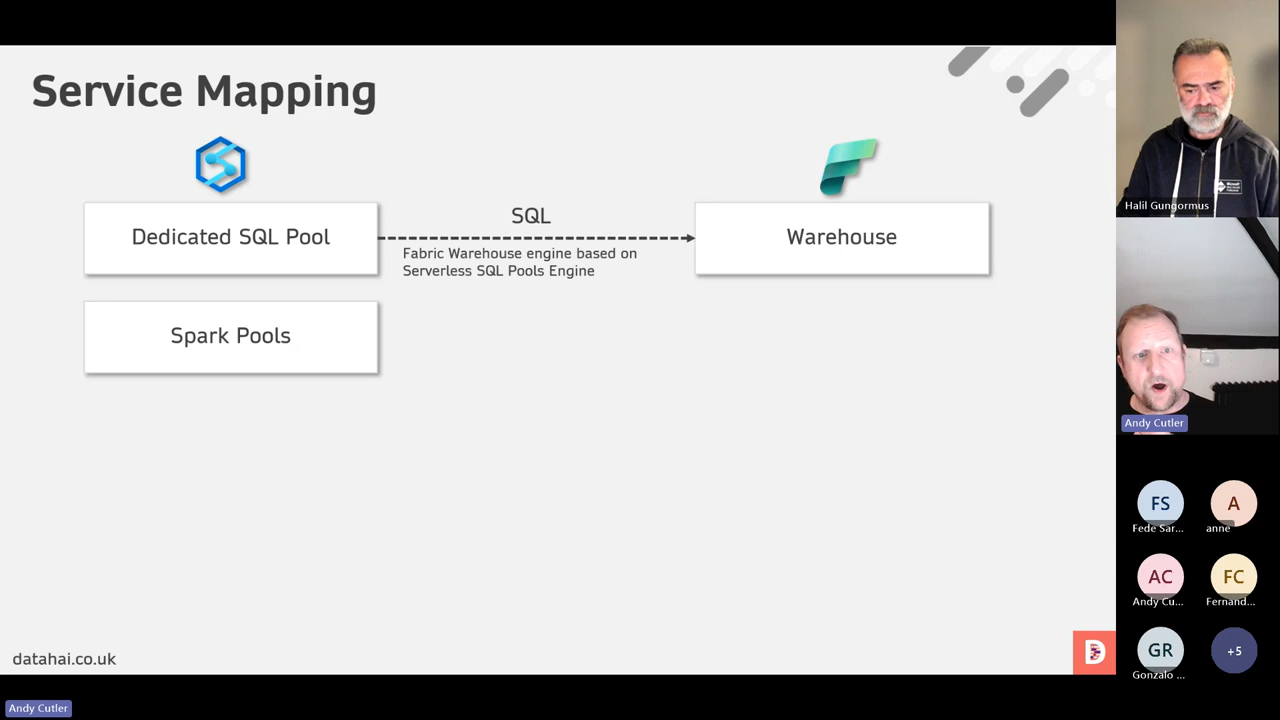 Service Mapping
Dedicated SQL Pool
SQL
Fabric Warehouse engine based on
Serverless SQL Pools Engine
Warehouse
Spark Pools
datahai.co.uk
D
Andy Cutler
Halil Gungormus
Andy Cutler
FS
Fede Sar...
A
anne
AC
Andy Cu...
FC
Fernand...
GR
Gonzalo ...
+5